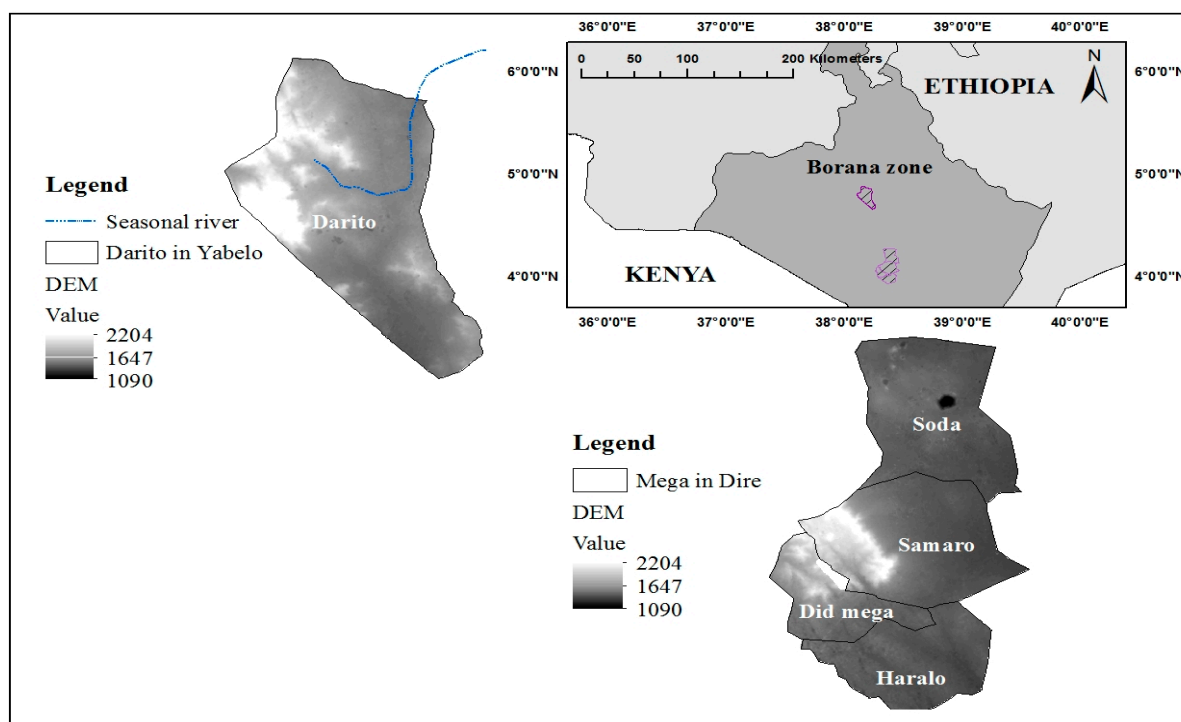 36°0'0"E 37°0'0"E 38°0'0"E 39°0'0"E 40°0'0"E
0 50 100 200 Kilometers
N
6°0'0"N 6°0'0"N
ETHIOPIA
5°0'0"N 5°0'0"N
Borana zone
4°0'0"N 4°0'0"N
KENYA
36°0'0"E 37°0'0"E 38°0'0"E 39°0'0"E 40°0'0"E
Legend
Seasonal river
Darito in Yabelo
DEM
Value
2204
1647
1090
Darito
Legend
Mega in Dire
DEM
Value
2204
1647
1090
Soda
Samaro
Did mega
Haralo